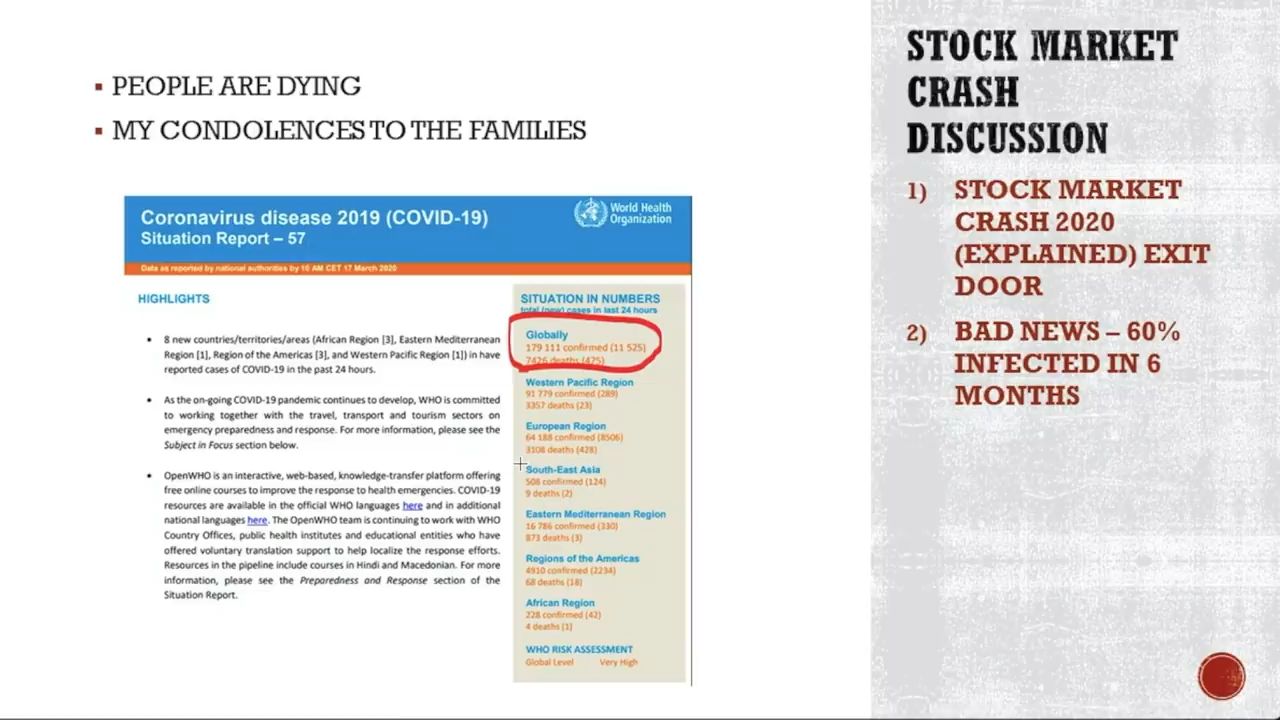 PEOPLE ARE DYING
MY CONDOLENCES TO THE FAMILIES
Coronavirus disease 2019 (COVID-19)
Situation Report – 57
World Health
Organization
Data as reported by national authorities by 10 AM CET 17 March 2020
HIGHLIGHTS
8 new countries/territories/areas (African Region [3], Eastern Mediterranean
Region [1], Region of the Americas [3], and Western Pacific Region [1]) in have
reported cases of COVID-19 in the past 24 hours.
As the on-going COVID-19 pandemic continues to develop, WHO is committed
to working together with the travel, transport and tourism sectors on
emergency preparedness and response. For more information, please see the
Subject in Focus section below.
OpenWHO is an interactive, web-based, knowledge-transfer platform offering
free online courses to improve the response to health emergencies. COVID-19
resources are available in the official WHO languages here and in additional
national languages here. The OpenWHO team is continuing to work with WHO
Country Offices, public health institutes and educational entities who have
offered voluntary translation support to help localize the response efforts.
Resources in the pipeline include courses in Hindi and Macedonian. For more
information, please see the Preparedness and Response section of the
Situation Report.
SITUATION IN NUMBERS
total (new) cases in last 24 hours
Globally
179 111 confirmed (11 525)
7426 deaths (475)
Western Pacific Region
91 779 confirmed (289)
3357 deaths (23)
European Region
64 188 confirmed (8506)
3108 deaths (428)
South-East Asia
508 confirmed (124)
9 deaths (2)
Eastern Mediterranean Region
16 786 confirmed (330)
873 deaths (3)
Regions of the Americas
4910 confirmed (2234)
68 deaths (18)
African Region
228 confirmed (42)
4 deaths (1)
WHO RISK ASSESSMENT
Global Level Very High
STOCK MARKET
CRASH
DISCUSSION
1) STOCK MARKET
CRASH 2020
(EXPLAINED) EXIT
DOOR
2) BAD NEWS – 60%
INFECTED IN 6
MONTHS